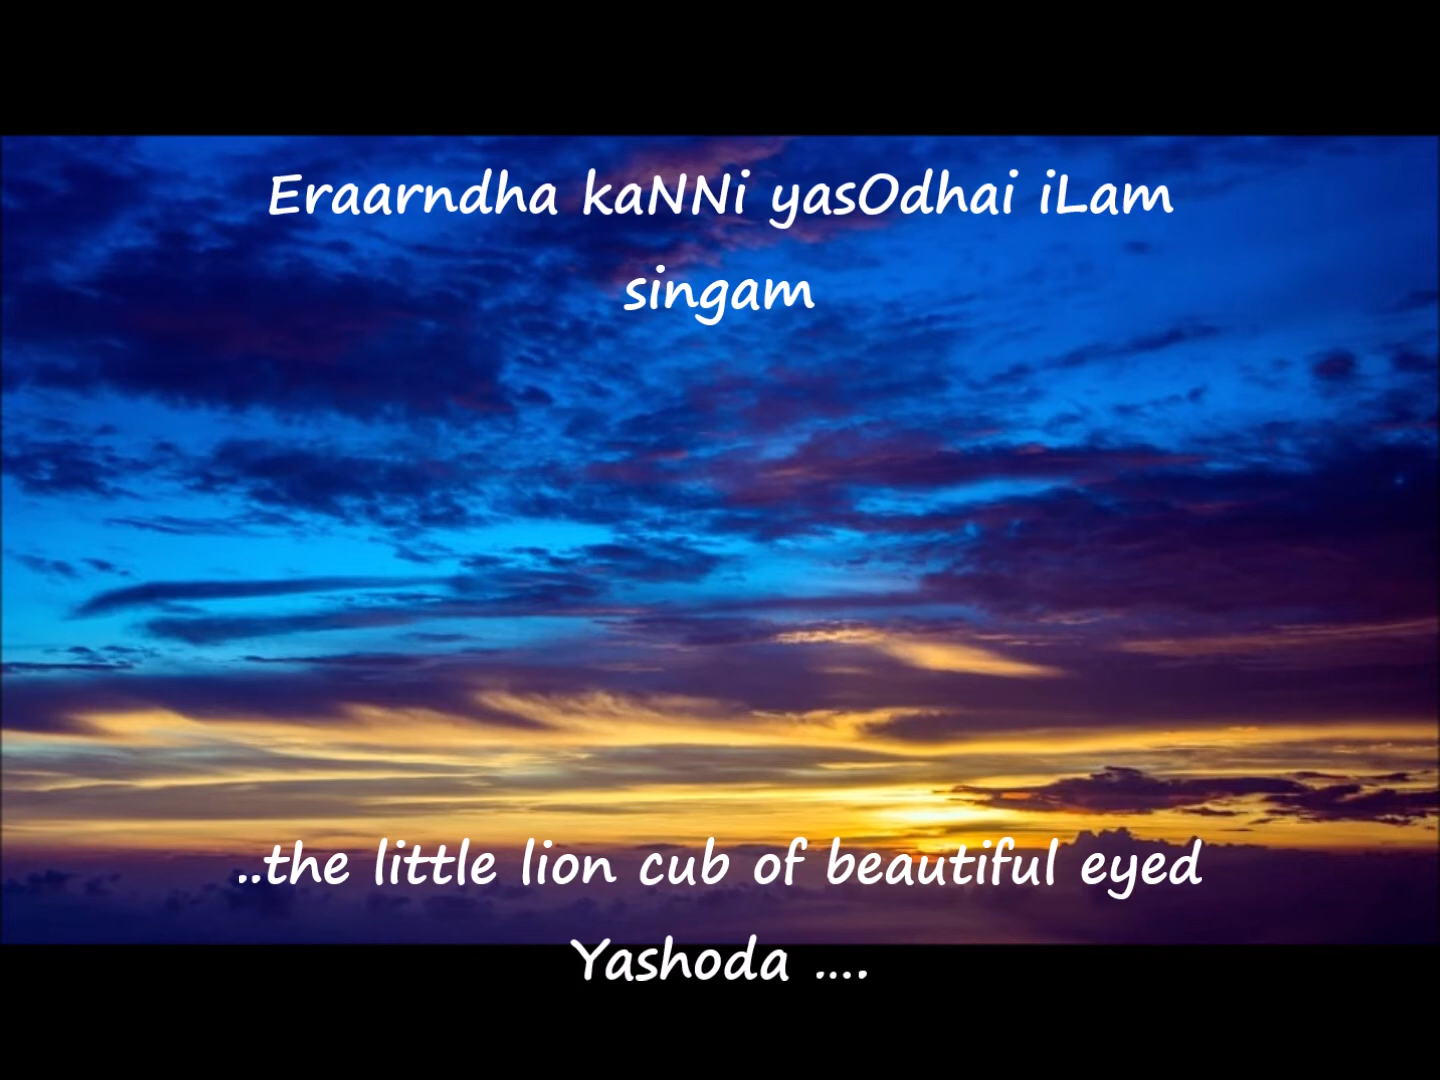 Eraarndha kaNNi yasOdhai iLam
singam
..the little lion cub of beautiful eyed
Yashoda ....